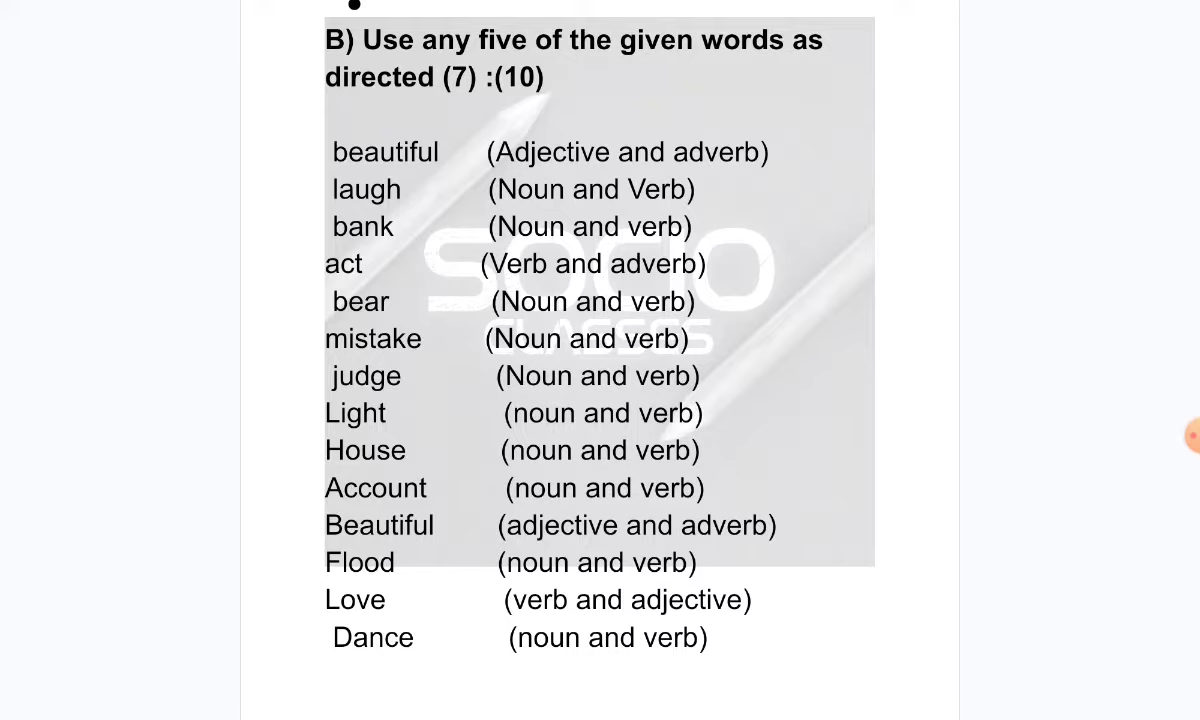 B) Use any five of the given words as
directed (7) :(10)
beautiful (Adjective and adverb)
laugh (Noun and Verb)
bank (Noun and verb)
act (Verb and adverb)
bear (Noun and verb)
mistake (Noun and verb)
judge (Noun and verb)
Light (noun and verb)
House (noun and verb)
Account (noun and verb)
Beautiful (adjective and adverb)
Flood (noun and verb)
Love (verb and adjective)
Dance (noun and verb)
SOCIO
CLASSES